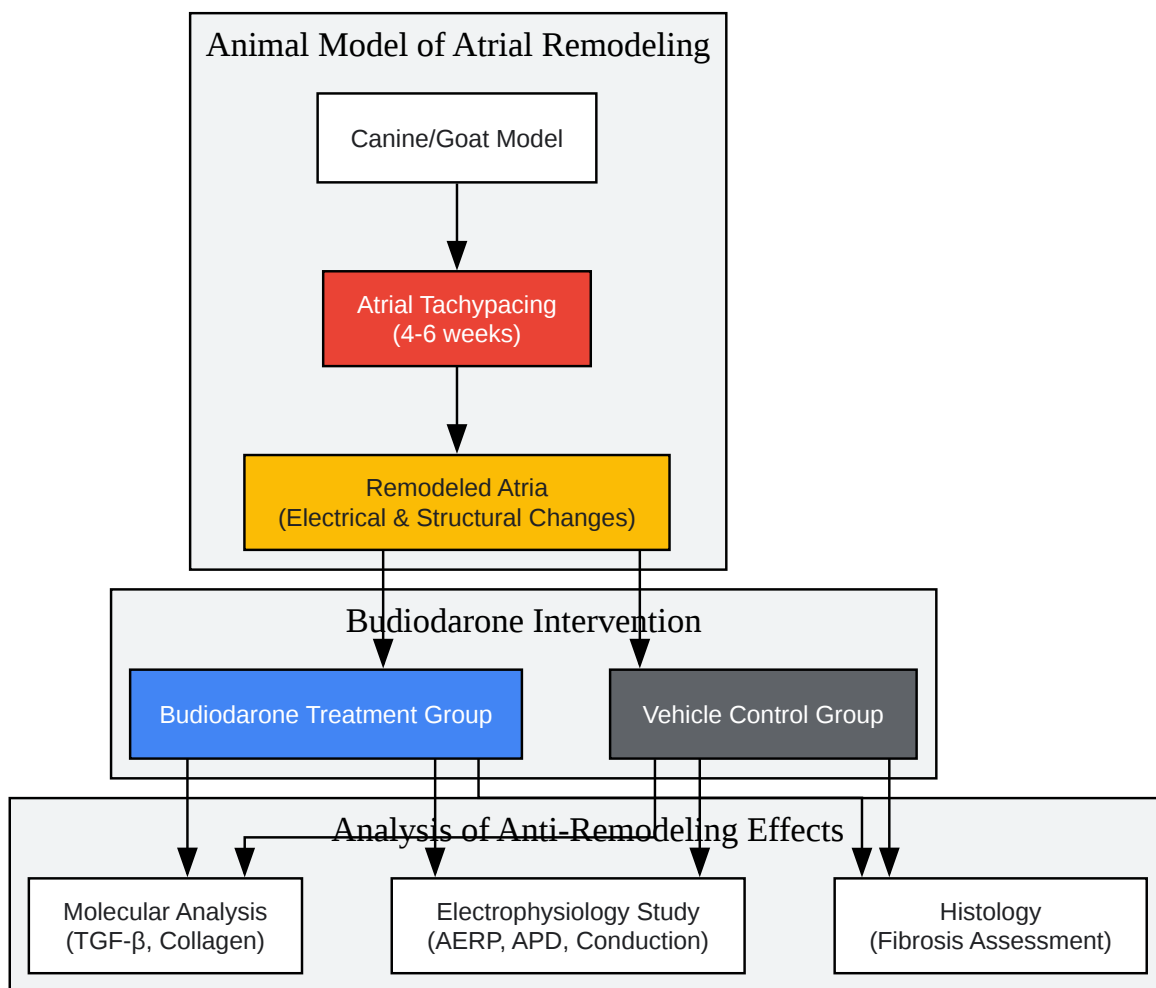 Animal Model of Atrial Remodeling
Canine/Goat Model
Atrial Tachypacing
(4-6 weeks)
Remodeled Atria
(Electrical & Structural Changes)
Budiodarone Intervention
Budiodarone Treatment Group
Vehicle Control Group
Analysis of Anti-Remodeling Effects
Molecular Analysis
(TGF-β, Collagen)
Electrophysiology Study
(AERP, APD, Conduction)
Histology
(Fibrosis Assessment)